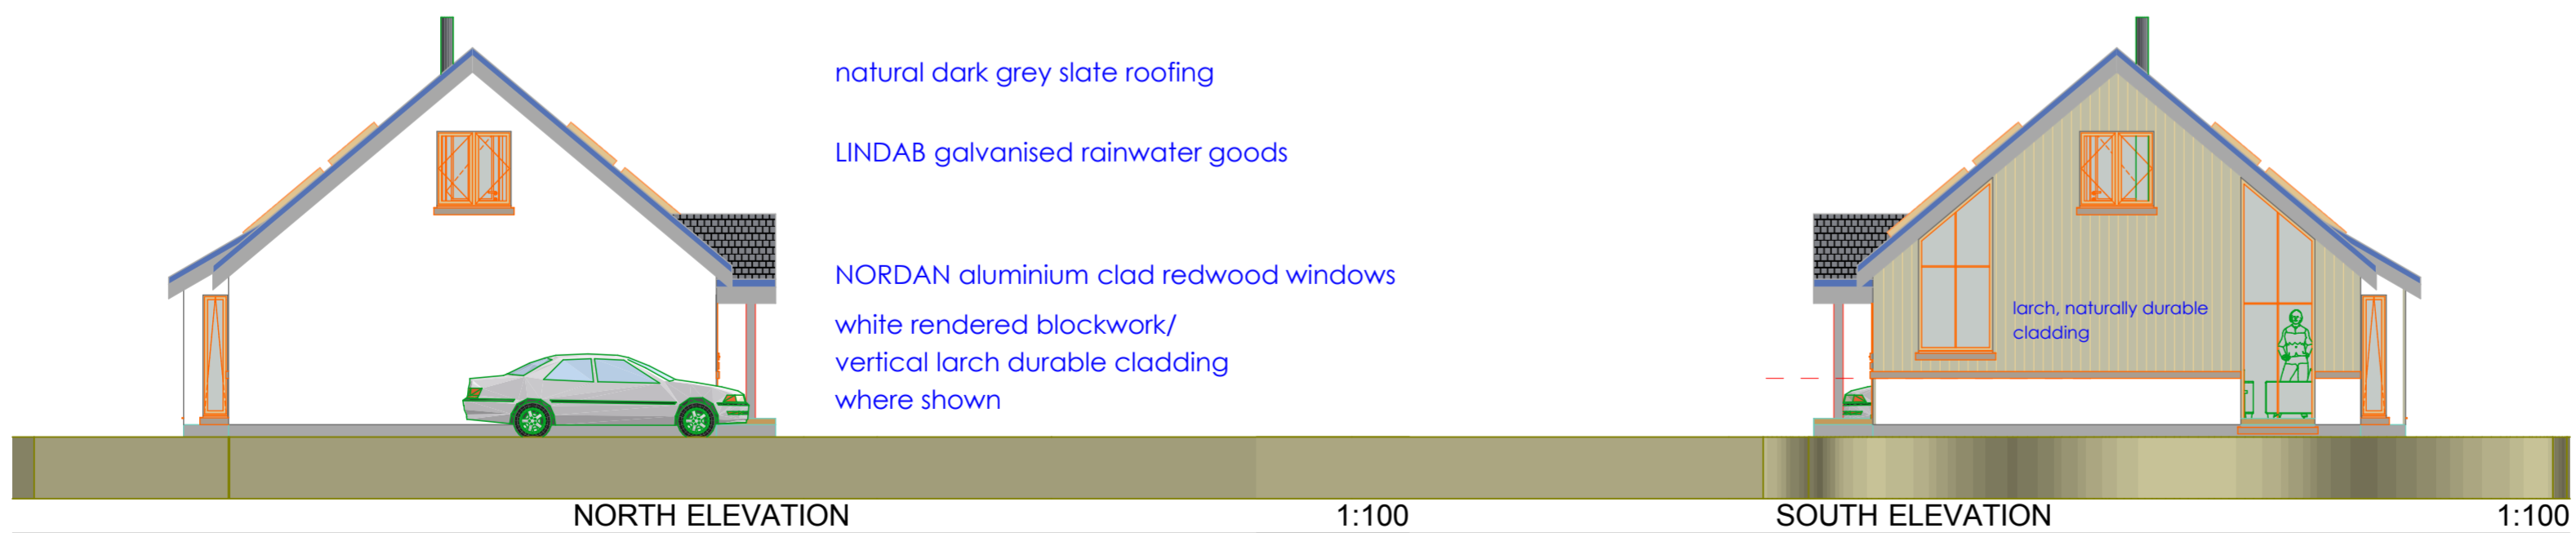 natural dark grey slate roofing
LINDAB galvanised rainwater goods
NORDAN aluminium clad redwood windows
white rendered blockwork/
vertical larch durable cladding
where shown
larch, naturally durable
cladding
NORTH ELEVATION 1:100
SOUTH ELEVATION 1:100